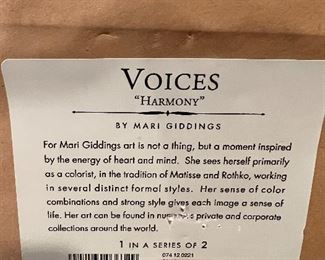 VOICES
"HARMONY"
BY MARI GIDDINGS
For Mari Giddings art is not a thing, but a moment inspired
by the energy of heart and mind. She sees herself primarily
as a colorist, in the tradition of Matisse and Rothko, working
in several distinct formal styles. Her sense of color
combinations and strong style gives each image a sense of
life. Her art can be found in private and corporate
collections around the world.
1 IN A SERIES OF 2
074 12 0221